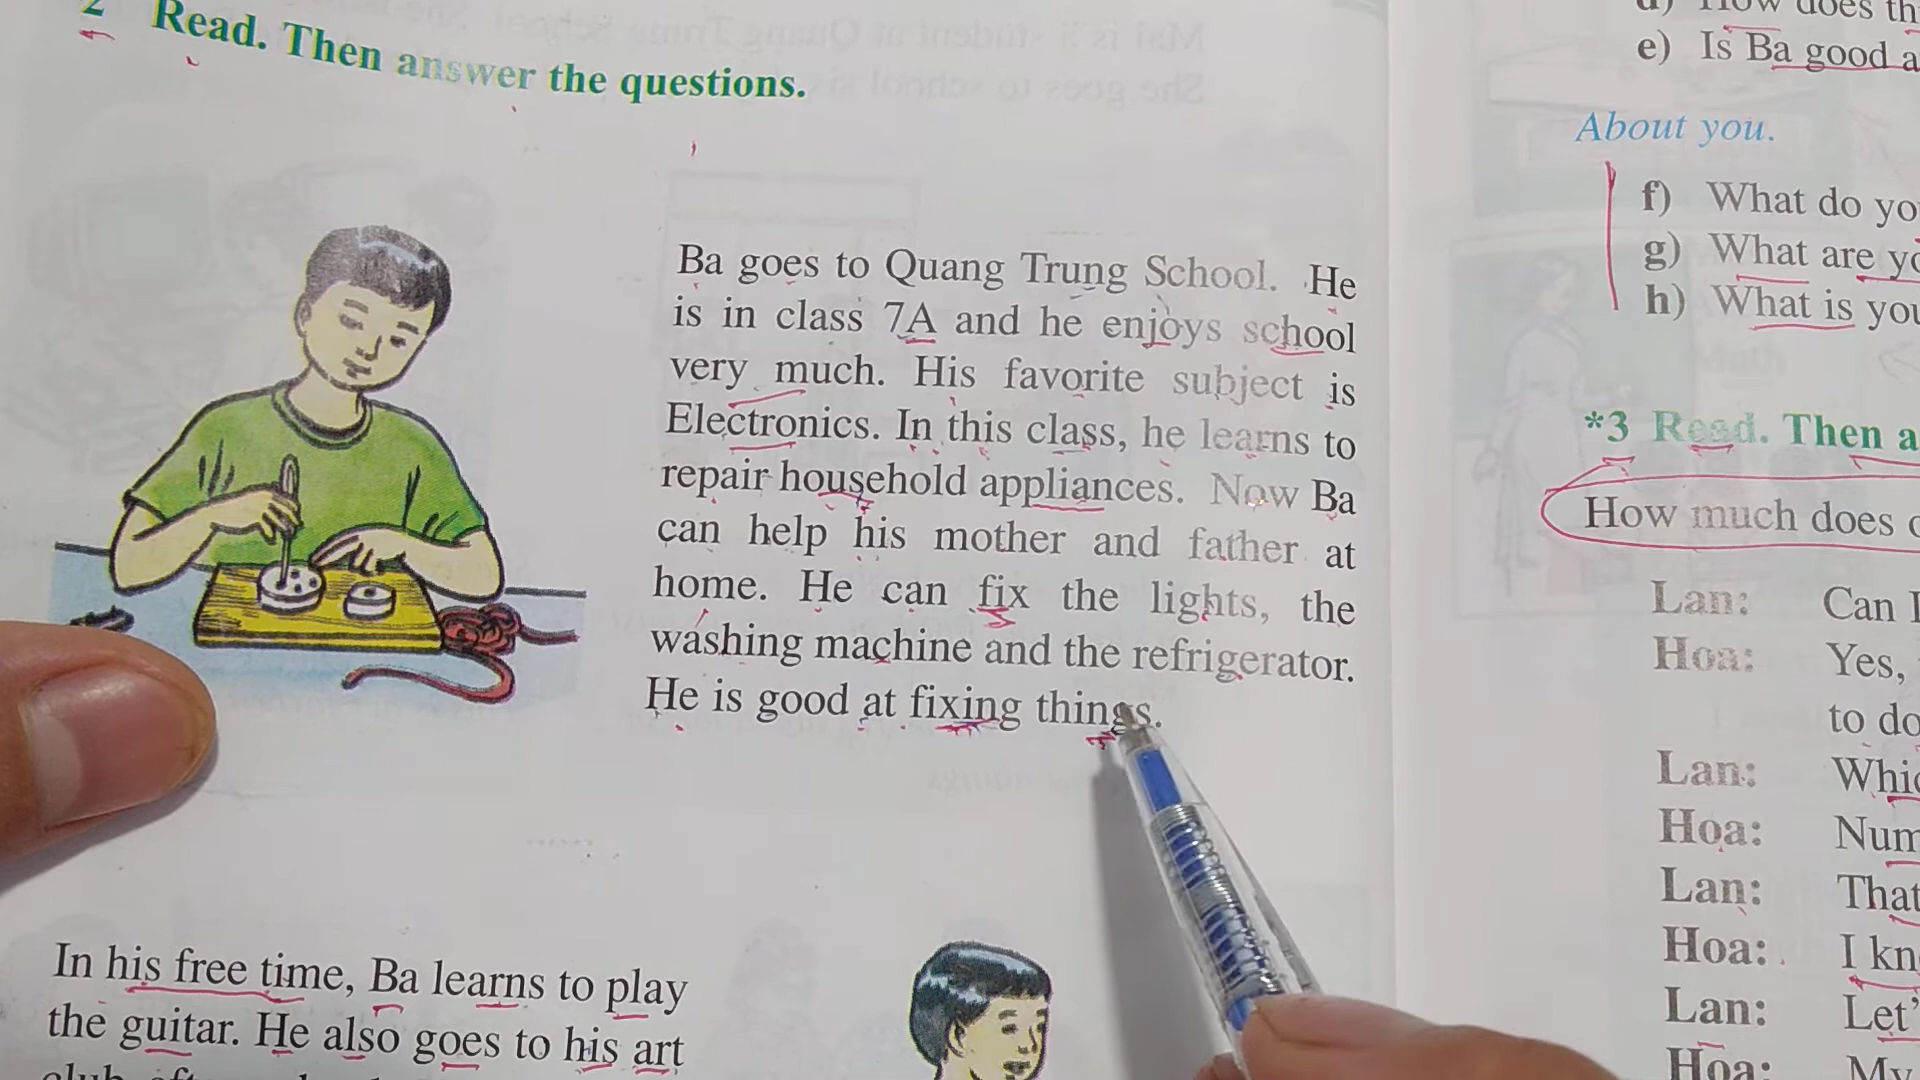 2 Read. Then answer the questions.
Ba goes to Quang Trung School. He
is in class 7A and he enjoys school
very much. His favorite subject is
Electronics. In this class, he learns to
repair household appliances. Now Ba
can help his mother and father at
home. He can fix the lights, the
washing machine and the refrigerator.
He is good at fixing things.
In his free time, Ba learns to play
the guitar. He also goes to his art
e) Is Ba good a
About you.
f) What do yo
g) What are yo
h) What is you
*3 Read. Then a
How much does
Lan: Can I
Hoa: Yes,
to do
Lan: Whic
Hoa: Num
Lan: That
Hoa: I kn
Lan: Let'
Hoa: My